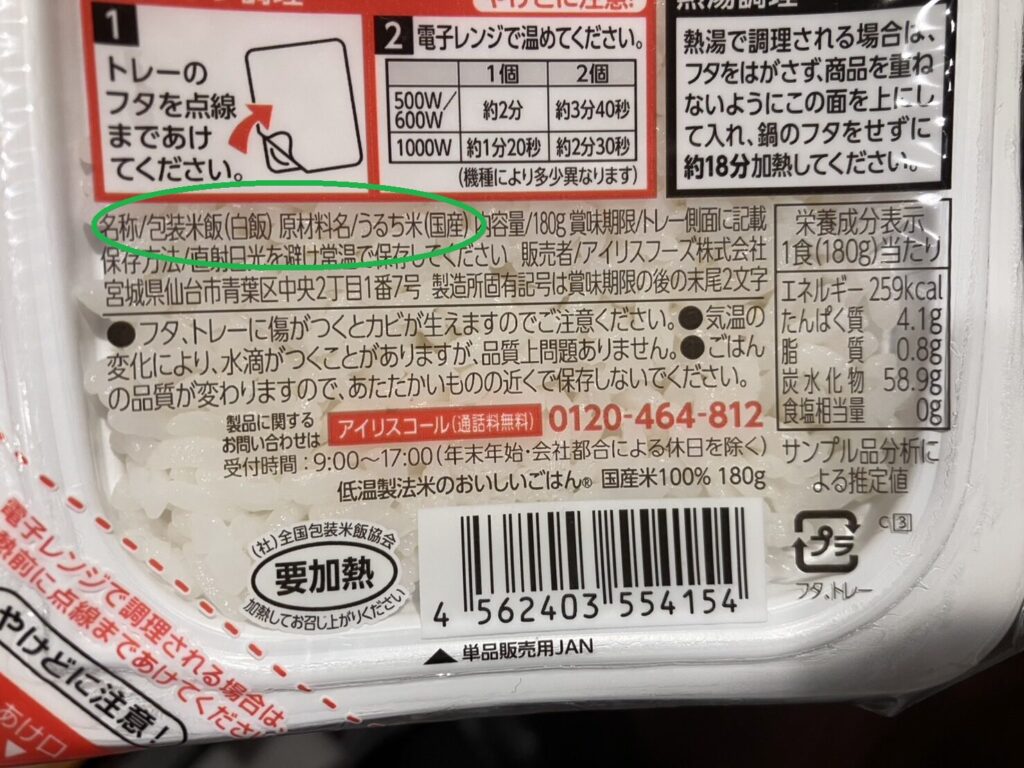 1
トレーの
フタを点線
まであけ
てください。
2 電子レンジで温めてください。
1個 2個
500W/600W 約2分 約3分40秒
1000W 約1分20秒 約2分30秒
(機種により多少異なります)
熱湯調理
熱湯で調理される場合は、
フタをはがさず、商品を重ね
ないようにこの面を上にし
て入れ、鍋のフタをせずに
約18分加熱してください。
名称/包装米飯(白飯) 原材料名/うるち米(国産) 内容量/180g 賞味期限/トレー側面に記載
保存方法/直射日光を避け常温で保存してください 販売者/アイリスフーズ株式会社
宮城県仙台市青葉区中央2丁目1番7号 製造所固有記号は賞味期限の後の末尾2文字
●フタ、トレーに傷がつくとカビが生えますのでご注意ください。●気温の
変化により、水滴がつくことがありますが、品質上問題ありません。●ごはん
の品質が変わりますので、あたたかいものの近くで保存しないでください。
栄養成分表示
1食(180g)当たり
エネルギー 259kcal
たんぱく質 4.1g
脂質 0.8g
炭水化物 58.9g
食塩相当量 0g
サンプル品分析に
よる推定値
製品に関する
お問い合わせは
アイリスコール(通話料無料) 0120-464-812
受付時間:9:00〜17:00(年末年始・会社都合による休日を除く)
低温製法米のおいしいごはん® 国産米100% 180g
(社)全国包装米飯協会
要加熱
加熱してお召し上がりください
4 562403 554154
▲ 単品販売用JAN
プラ
フタ、トレー
C 3
電子レンジで調理される場合は、
熱前に点線まであけてくださ
やけどに注意!
あけ口